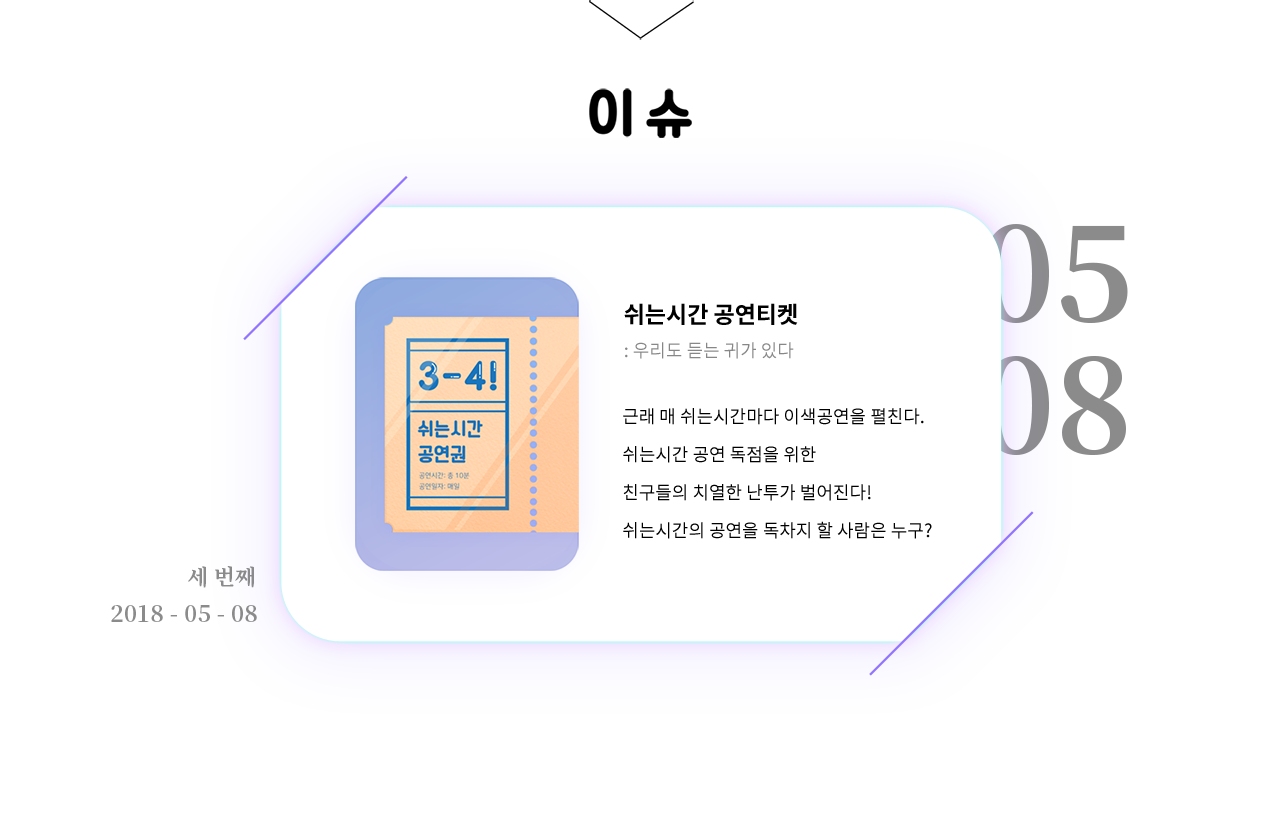 이슈
05
08
3-4!
쉬는시간
공연권
공연시간: 총 10분
공연일자: 매일
쉬는시간 공연티켓
: 우리도 듣는 귀가 있다
근래 매 쉬는시간마다 이색공연을 펼친다.
쉬는시간 공연 독점을 위한
친구들의 치열한 난투가 벌어진다!
쉬는시간의 공연을 독차지 할 사람은 누구?
세 번째
2018 - 05 - 08